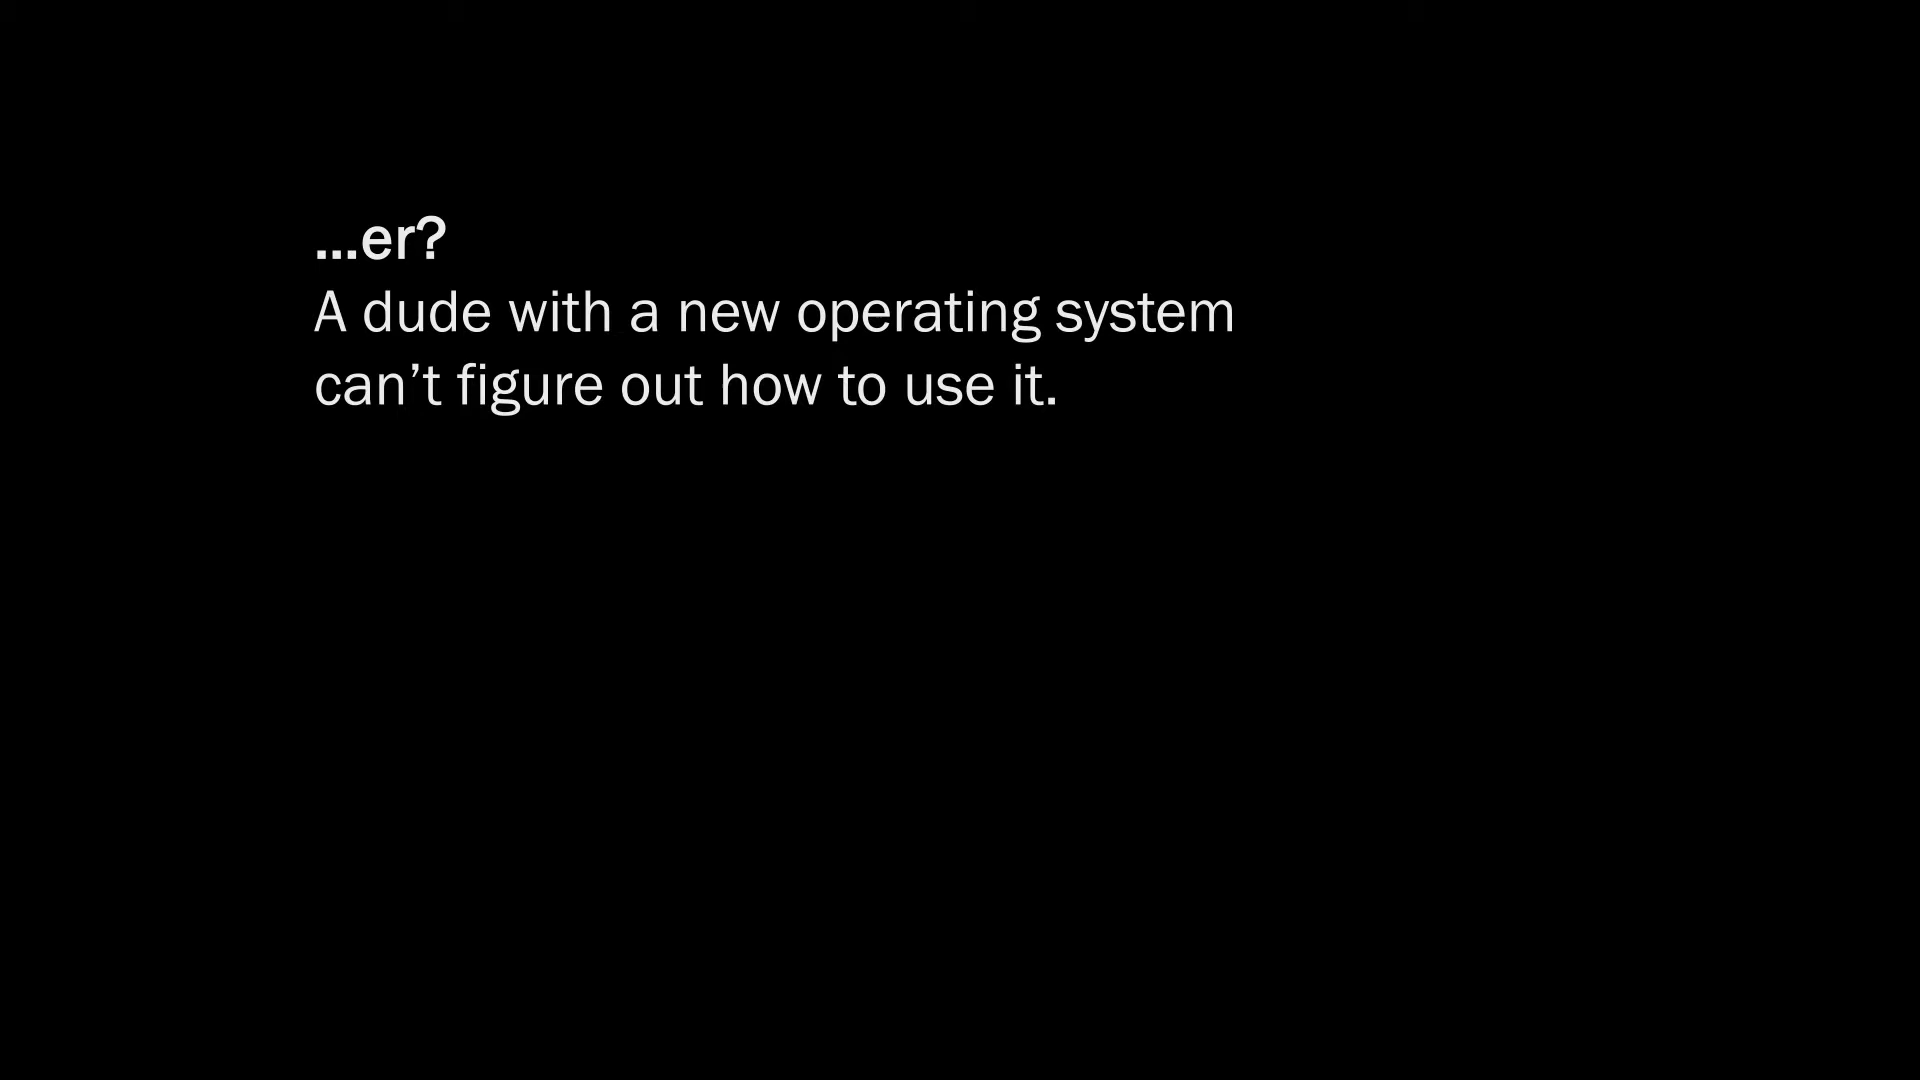 ...er?
A dude with a new operating system
can’t figure out how to use it.